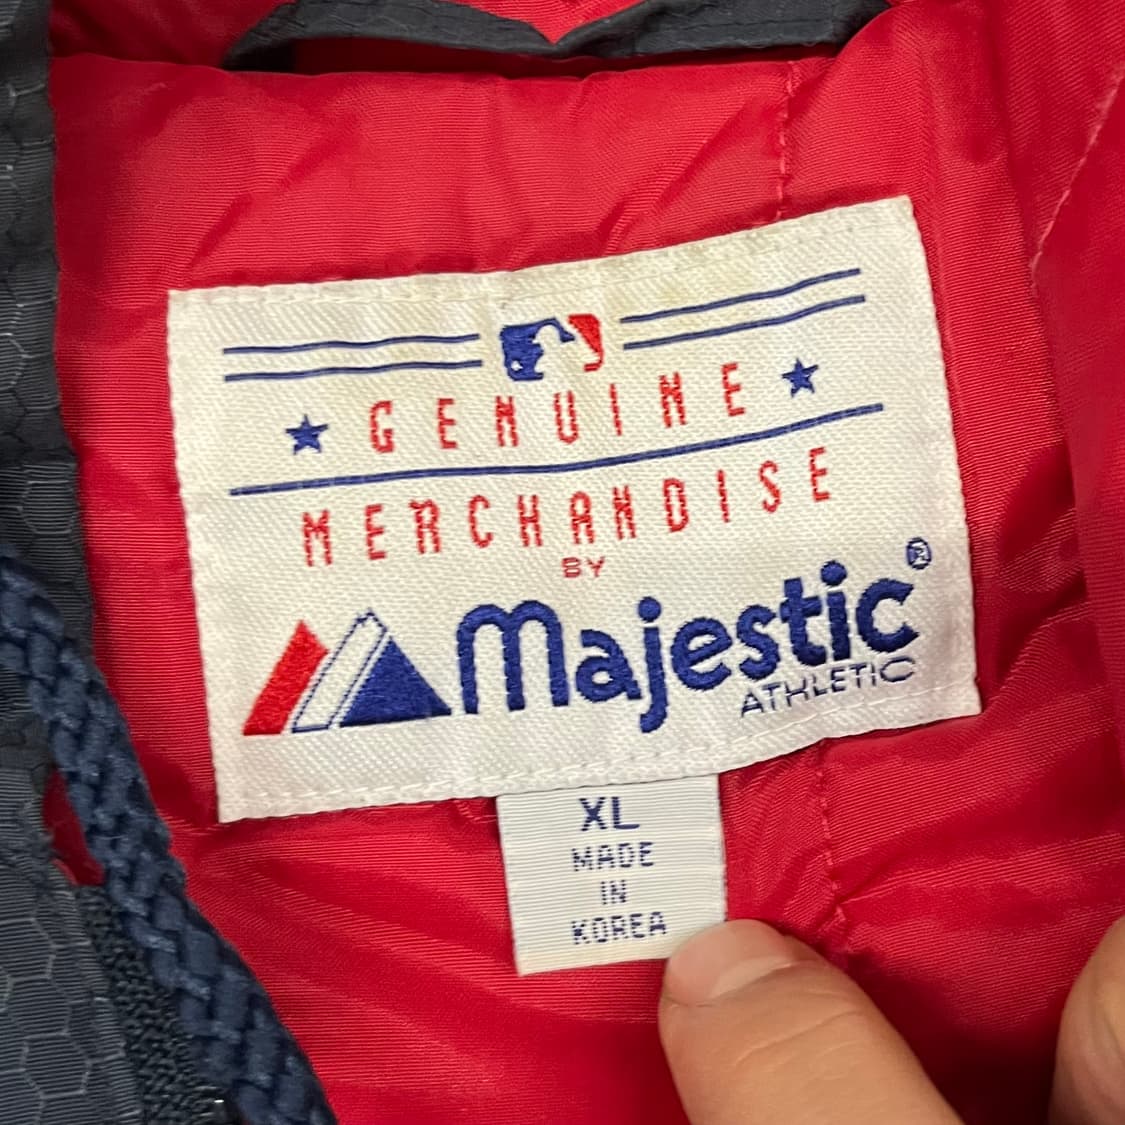 GENUINE
MERCHANDISE
BY
Majestic®
ATHLETIC
XL
MADE
IN
KOREA